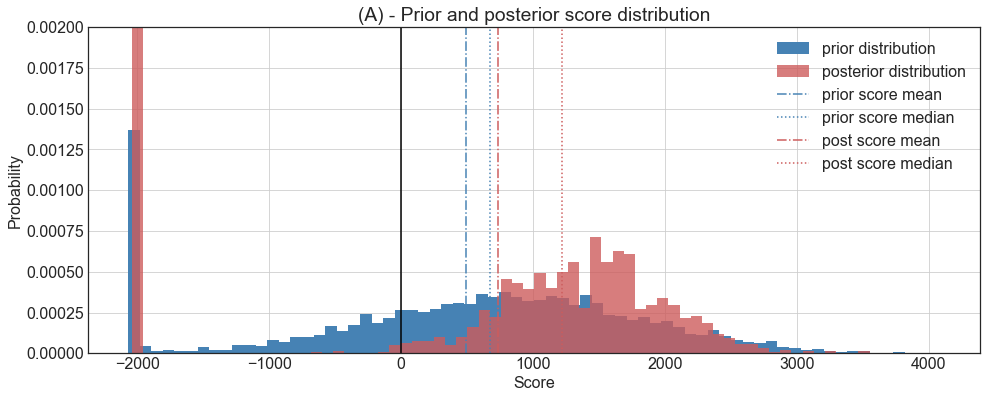 (A) - Prior and posterior score distribution
0.00200
0.00175
0.00150
0.00125
0.00100
0.00075
0.00050
0.00025
0.00000
Probability
prior distribution
posterior distribution
prior score mean
prior score median
post score mean
post score median
−2000 −1000 0 1000 2000 3000 4000
Score